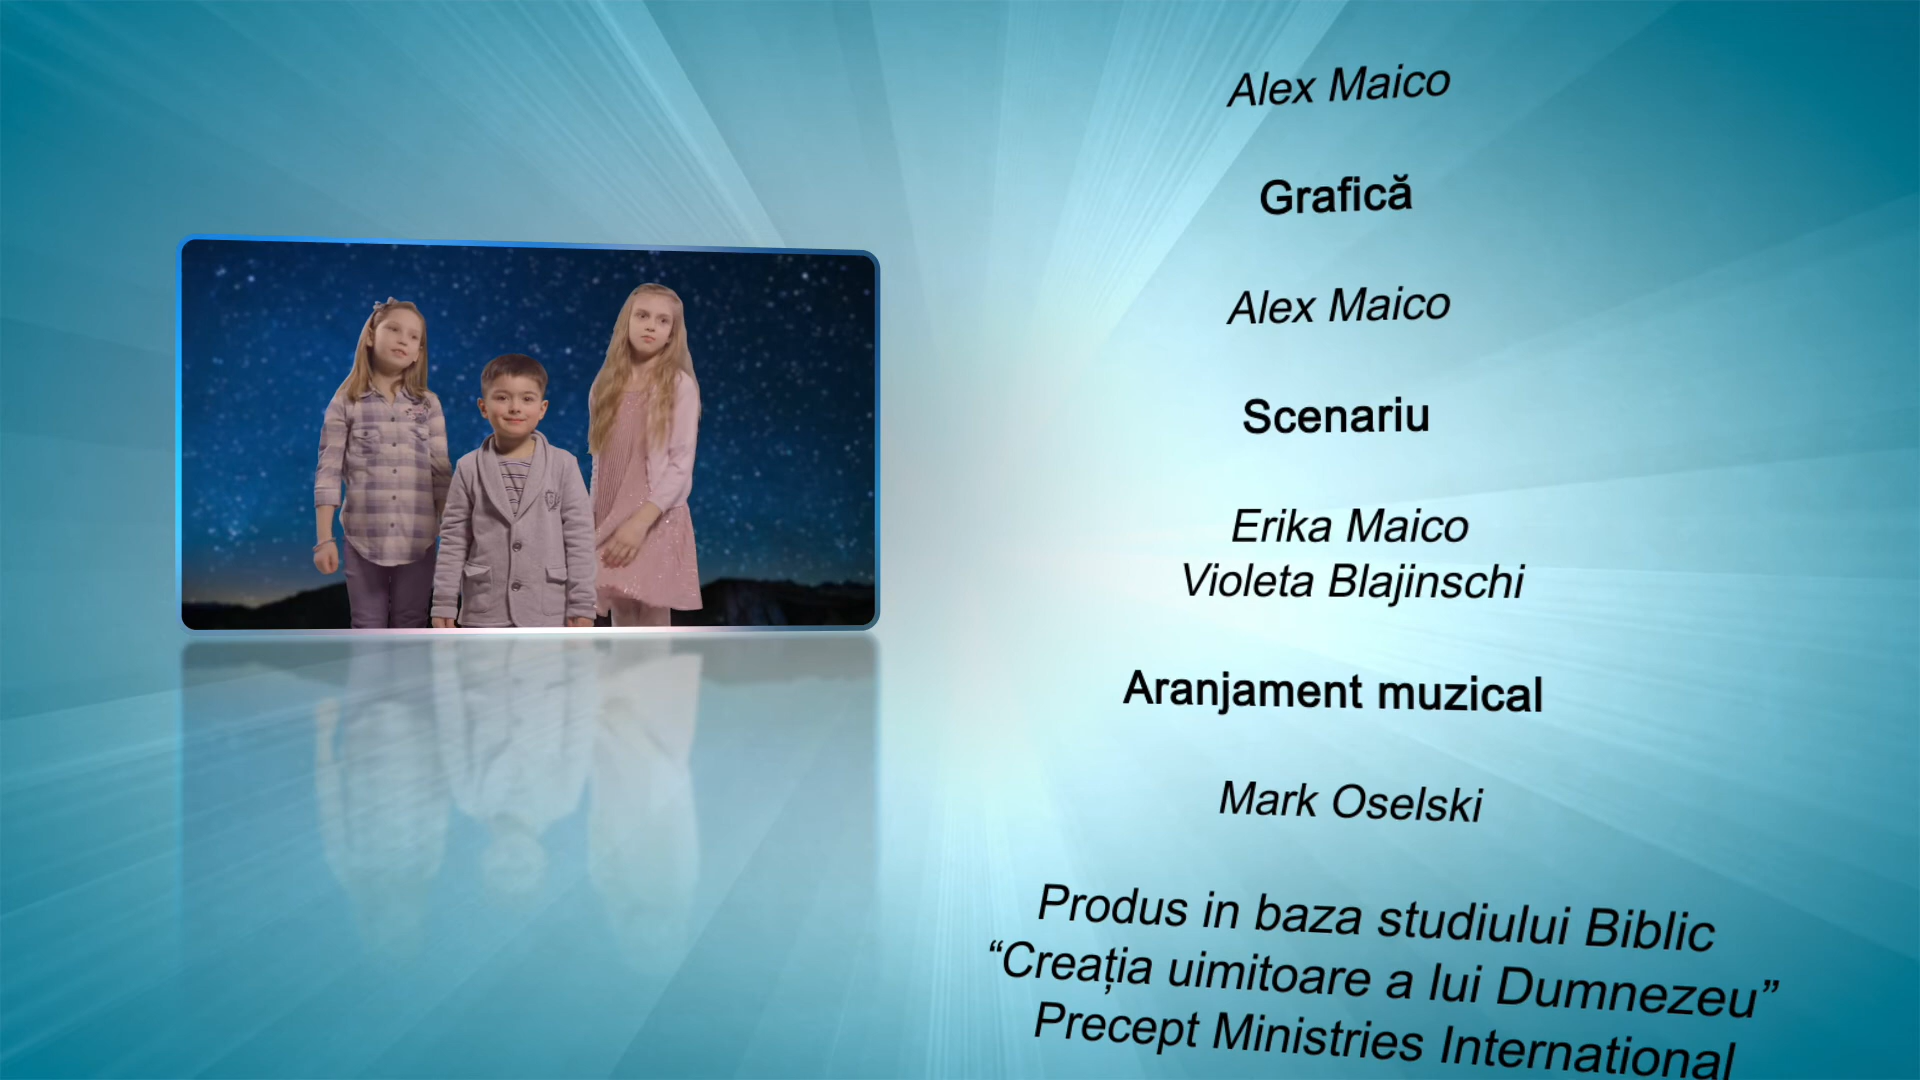 Alex Maico
Grafică
Alex Maico
Scenariu
Erika Maico
Violeta Blajinschi
Aranjament muzical
Mark Oselski
Produs in baza studiului Biblic
“Creația uimitoare a lui Dumnezeu”
Precept Ministries International